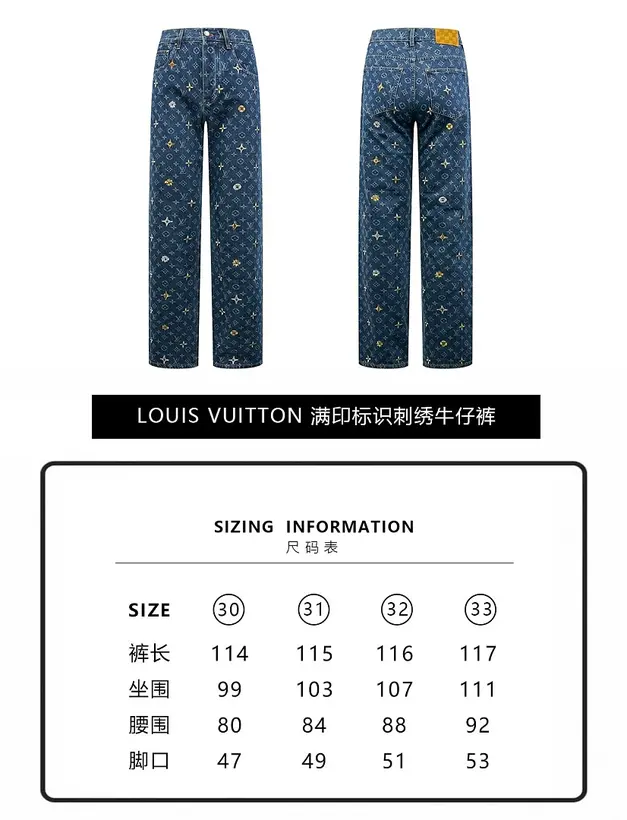 LOUIS VUITTON 满印标识刺绣牛仔裤
SIZING INFORMATION
尺码表
SIZE 30 31 32 33
裤长 114 115 116 117
坐围 99 103 107 111
腰围 80 84 88 92
脚口 47 49 51 53